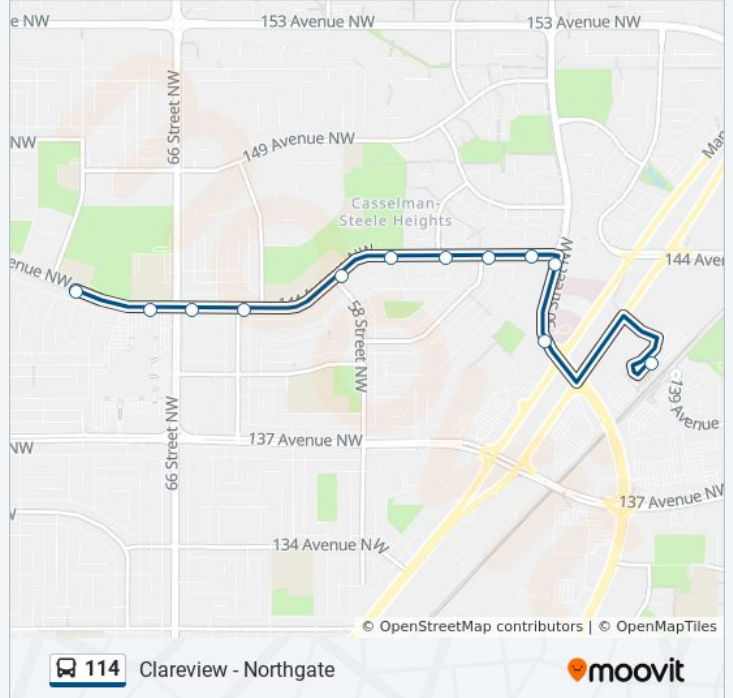 e NW
153 Avenue NW
153 Avenue NW
66 Street NW
NW
149 Avenue NW
Casselman-
Steele Heights
NW
enue NW
144 Aven
58 Street NW
66 Street NW
139 Avenue
137 Avenue NW
NW
137 Avenue NW
134 Avenue NW
© OpenStreetMap contributors | © OpenMapTiles
114 Clareview - Northgate
moovit